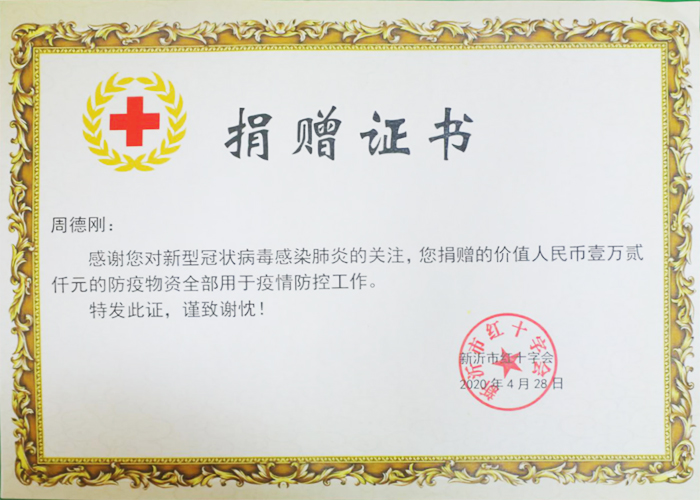 捐赠证书
周德刚：
感谢您对新型冠状病毒感染肺炎的关注，您捐赠的价值人民币壹万贰
仟元的防疫物资全部用于疫情防控工作。
特发此证，谨致谢忱！
新沂市红十字会
新沂市红十字会
2020年4月28日